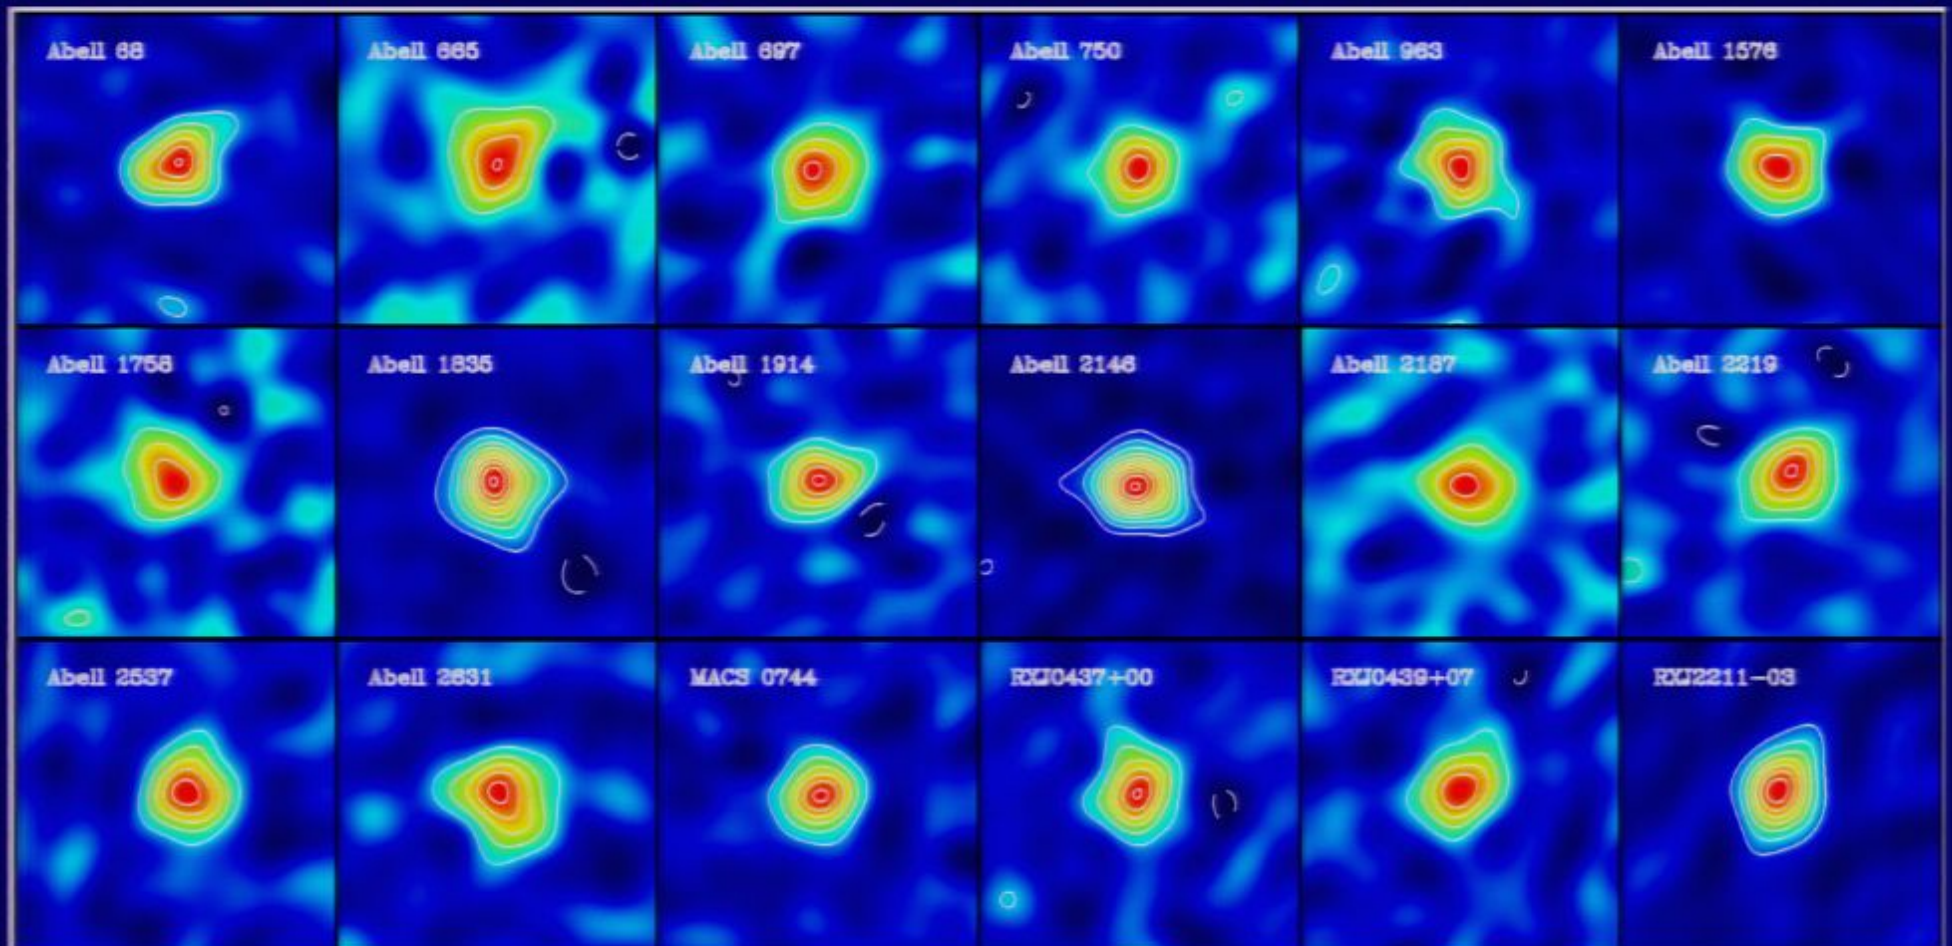 Abell 68
Abell 665
Abell 697
Abell 750
Abell 963
Abell 1576
Abell 1758
Abell 1835
Abell 1914
Abell 2146
Abell 2187
Abell 2219
Abell 2537
Abell 2631
MACS 0744
RXJ0437+00
RXJ0439+07
RXJ2211-03